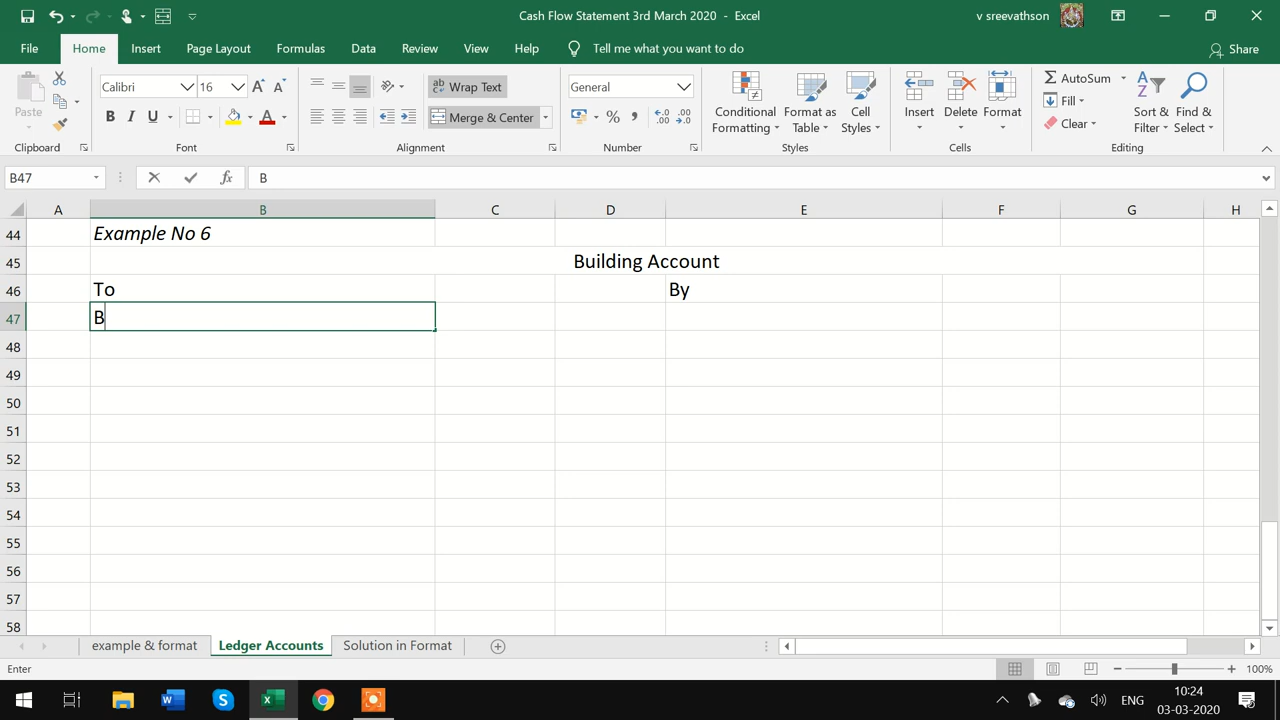 Cash Flow Statement 3rd March 2020 - Excel
v sreevathson
File Home Insert Page Layout Formulas Data Review View Help Tell me what you want to do Share
Paste
Clipboard
Calibri 16
B I U
Font
Wrap Text
Merge & Center
Alignment
General
% , 
Number
Conditional Formatting
Format as Table
Cell Styles
Styles
Insert Delete Format
Cells
AutoSum
Fill
Clear
Sort & Filter
Find & Select
Editing
B47 fx B
A B C D E F G H
44 Example No 6
45 Building Account
46 To By
47 B
48
49
50
51
52
53
54
55
56
57
58
example & format Ledger Accounts Solution in Format
Enter 100%
ENG 10:24
03-03-2020